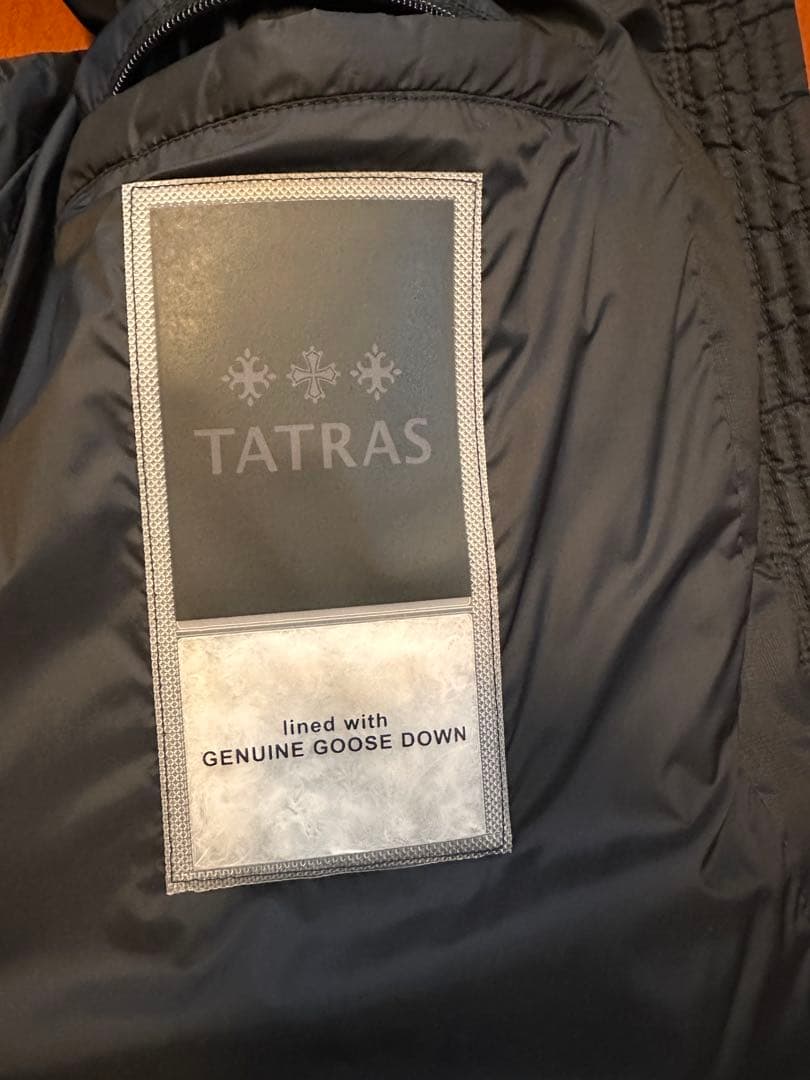 TATRAS
lined with
GENUINE GOOSE DOWN